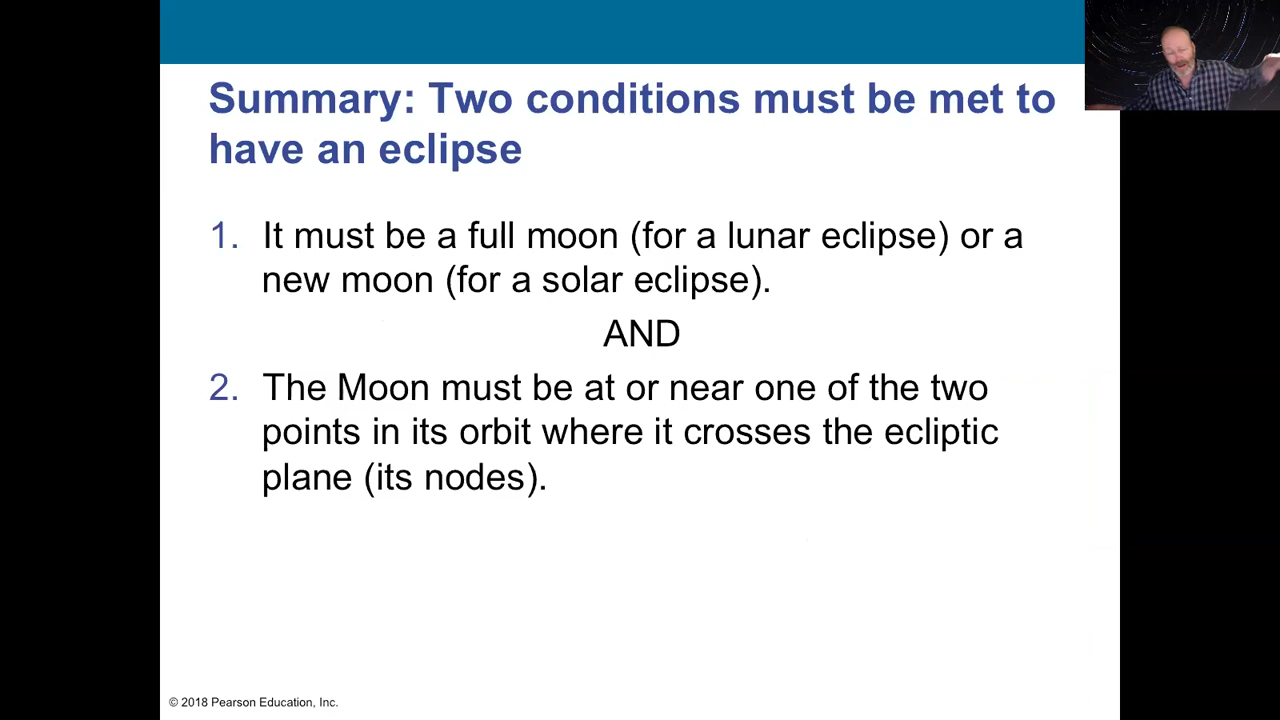 Summary: Two conditions must be met to
have an eclipse
1. It must be a full moon (for a lunar eclipse) or a
new moon (for a solar eclipse).
AND
2. The Moon must be at or near one of the two
points in its orbit where it crosses the ecliptic
plane (its nodes).
© 2018 Pearson Education, Inc.